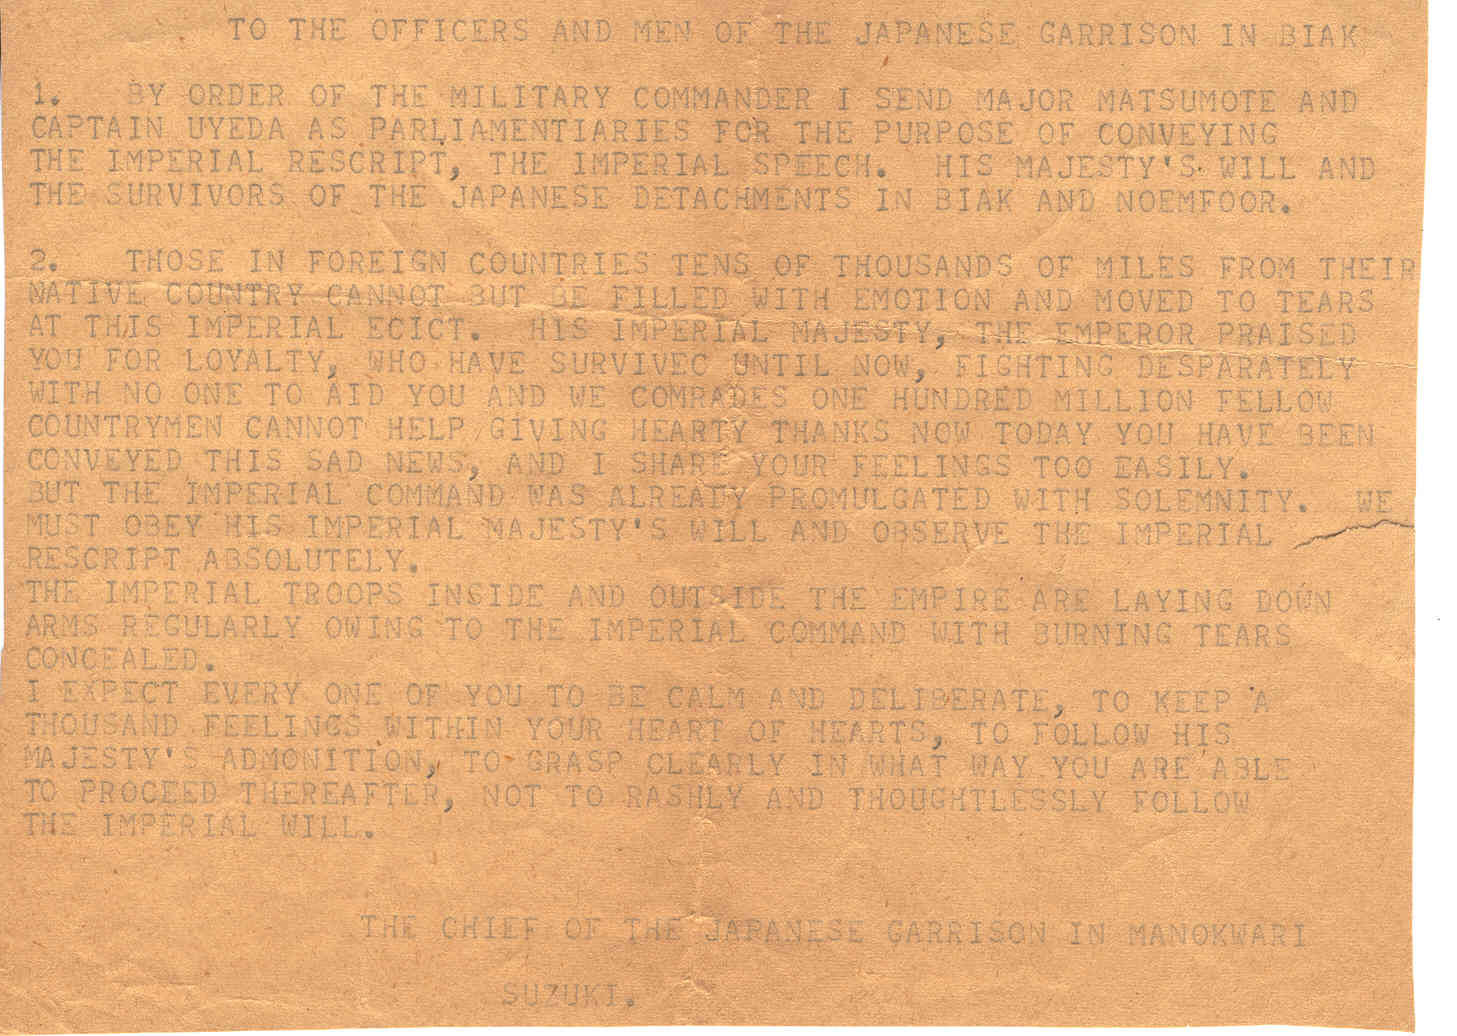 TO THE OFFICERS AND MEN OF THE JAPANESE GARRISON IN BIAK
1. BY ORDER OF THE MILITARY COMMANDER I SEND MAJOR MATSUMOTE AND
CAPTAIN UYEDA AS PARLIAMENTIARIES FOR THE PURPOSE OF CONVEYING
THE IMPERIAL RESCRIPT, THE IMPERIAL SPEECH. HIS MAJESTY'S WILL AND
THE SURVIVORS OF THE JAPANESE DETACHMENTS IN BIAK AND NOEMFOOR.
2. THOSE IN FOREIGN COUNTRIES TENS OF THOUSANDS OF MILES FROM THEIR
NATIVE COUNTRY CANNOT BUT BE FILLED WITH EMOTION AND MOVED TO TEARS
AT THIS IMPERIAL ECICT. HIS IMPERIAL MAJESTY, THE EMPEROR PRAISED
YOU FOR LOYALTY, WHO HAVE SURVIVEC UNTIL NOW, FIGHTING DESPARATELY
WITH NO ONE TO AID YOU AND WE COMRADES ONE HUNDRED MILLION FELLOW
COUNTRYMEN CANNOT HELP GIVING HEARTY THANKS NOW TODAY YOU HAVE BEEN
CONVEYED THIS SAD NEWS, AND I SHARE YOUR FEELINGS TOO EASILY.
BUT THE IMPERIAL COMMAND WAS ALREADY PROMULGATED WITH SOLEMNITY. WE
MUST OBEY HIS IMPERIAL MAJESTY'S WILL AND OBSERVE THE IMPERIAL
RESCRIPT ABSOLUTELY.
THE IMPERIAL TROOPS INSIDE AND OUTSIDE THE EMPIRE ARE LAYING DOWN
ARMS REGULARLY OWING TO THE IMPERIAL COMMAND WITH BURNING TEARS
CONCEALED.
I EXPECT EVERY ONE OF YOU TO BE CALM AND DELIBERATE, TO KEEP A
THOUSAND FEELINGS WITHIN YOUR HEART OF HEARTS, TO FOLLOW HIS
MAJESTY'S ADMONITION, TO GRASP CLEARLY IN WHAT WAY YOU ARE ABLE
TO PROCEED THEREAFTER, NOT TO RASHLY AND THOUGHTLESSLY FOLLOW
THE IMPERIAL WILL.
THE CHIEF OF THE JAPANESE GARRISON IN MANOKWARI
SUZUKI.